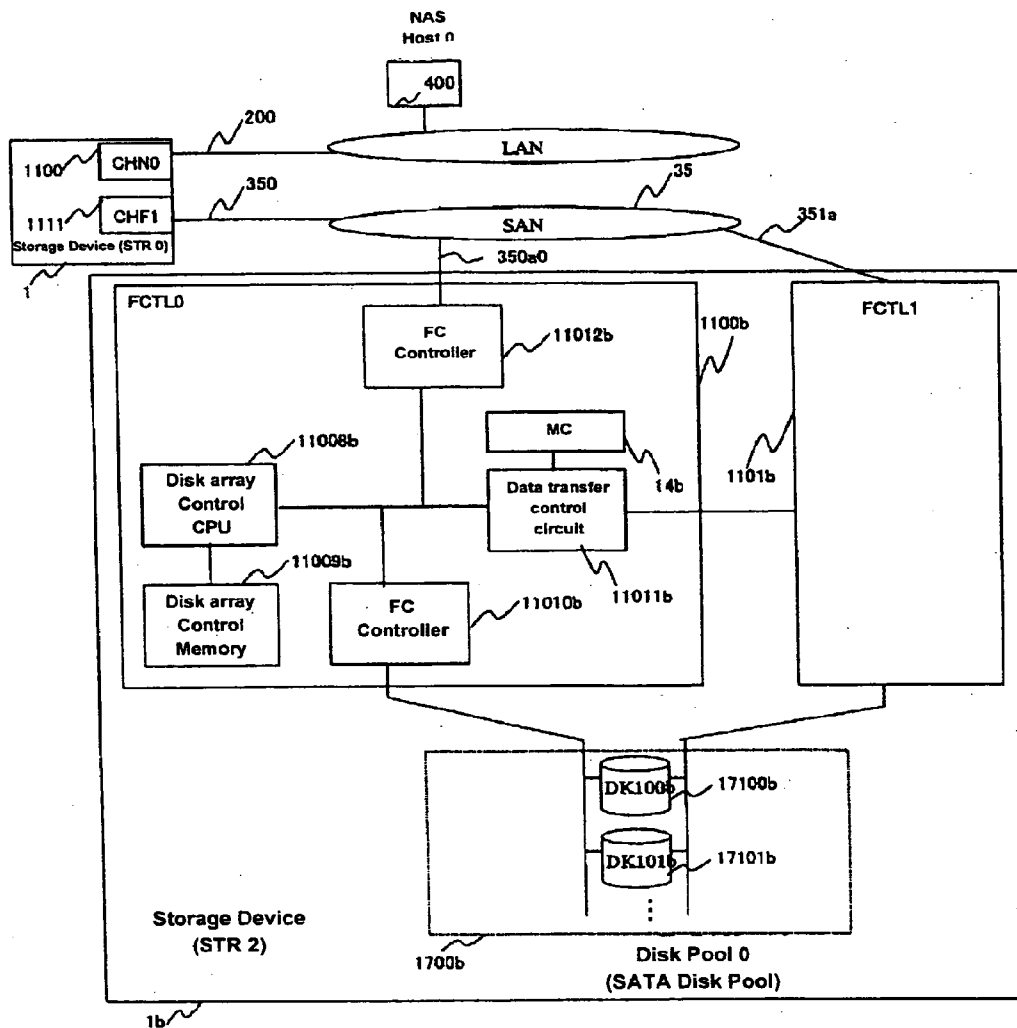 NAS
Host 0
400
200
LAN
1100
CHN0
35
350
1111
CHF1
SAN
351a
Storage Device (STR 0)
1
350a0
FCTL0
FCTL1
FC
Controller
11012b
1100b
11008b
MC
Disk array
Control
CPU
Data transfer
control
circuit
14b
1101b
11009b
Disk array
Control
Memory
FC
Controller
11010b
11011b
DK100b
17100b
DK101b
17101b
Storage Device
(STR 2)
1700b
Disk Pool 0
(SATA Disk Pool)
1b